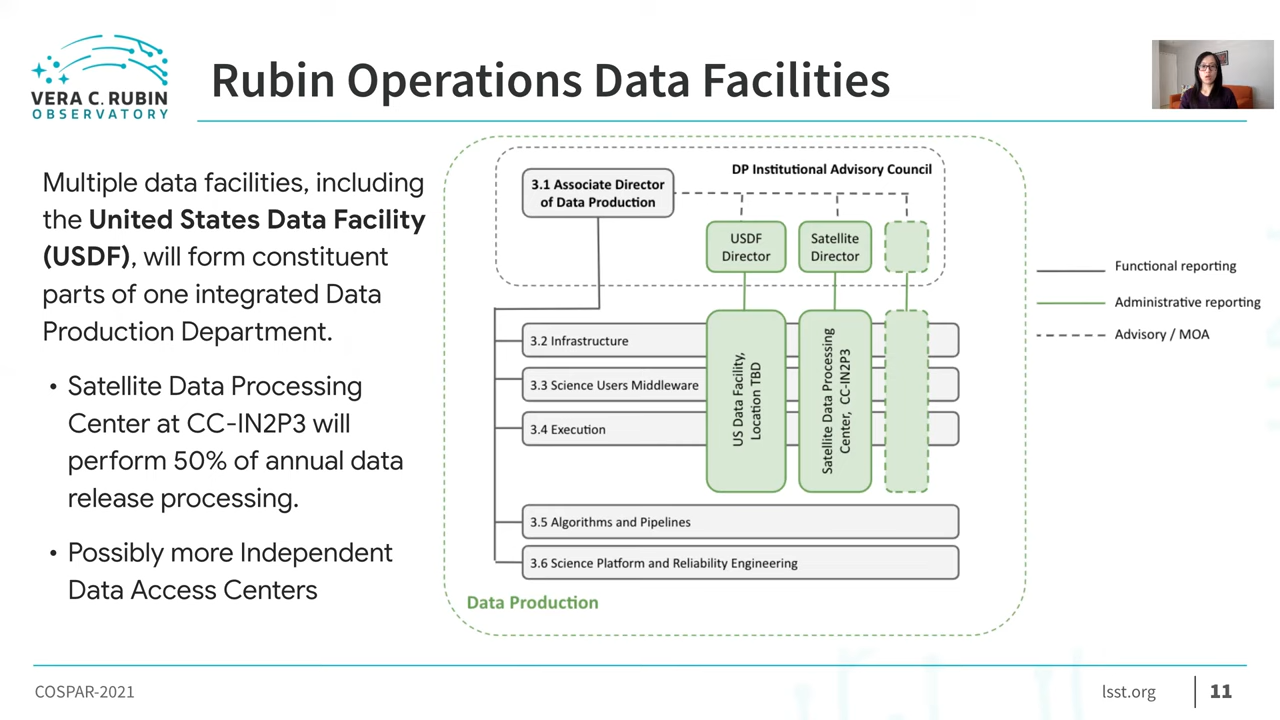 VERA C. RUBIN
OBSERVATORY
Rubin Operations Data Facilities
Multiple data facilities, including
the United States Data Facility
(USDF), will form constituent
parts of one integrated Data
Production Department.
• Satellite Data Processing
Center at CC-IN2P3 will
perform 50% of annual data
release processing.
• Possibly more Independent
Data Access Centers
DP Institutional Advisory Council
3.1 Associate Director
of Data Production
USDF
Director
Satellite
Director
3.2 Infrastructure
3.3 Science Users Middleware
3.4 Execution
US Data Facility,
Location TBD
Satellite Data Processing
Center, CC-IN2P3
3.5 Algorithms and Pipelines
3.6 Science Platform and Reliability Engineering
Data Production
Functional reporting
Administrative reporting
Advisory / MOA
COSPAR-2021
lsst.org
11